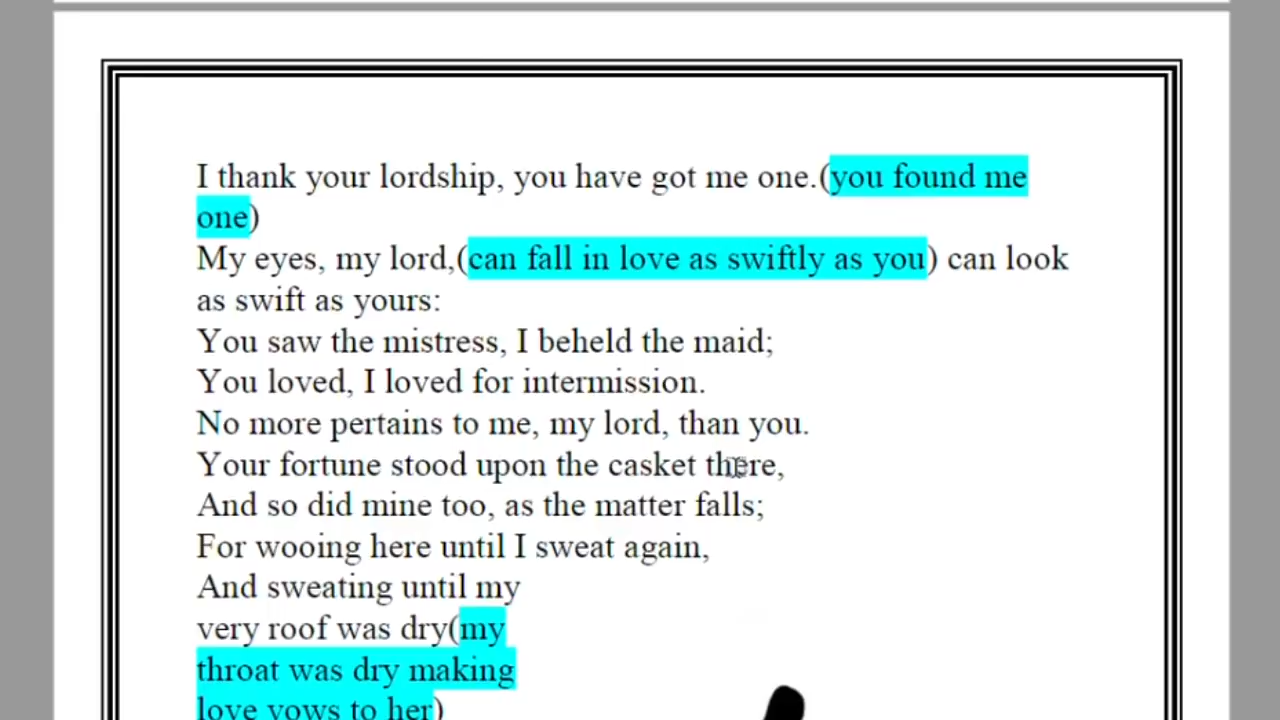 I thank your lordship, you have got me one.(you found me
one)
My eyes, my lord,(can fall in love as swiftly as you) can look
as swift as yours:
You saw the mistress, I beheld the maid;
You loved, I loved for intermission.
No more pertains to me, my lord, than you.
Your fortune stood upon the casket there,
And so did mine too, as the matter falls;
For wooing here until I sweat again,
And sweating until my
very roof was dry(my
throat was dry making
love vows to her)